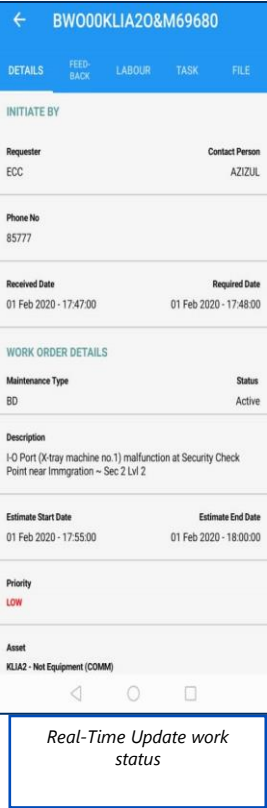 BWO00KLIA2O&M69680
DETAILS FEED-BACK LABOUR TASK FILE
INITIATE BY
Requester Contact Person
ECC AZIZUL
Phone No
85777
Received Date Required Date
01 Feb 2020 - 17:47:00 01 Feb 2020 - 17:48:00
WORK ORDER DETAILS
Maintenance Type Status
BD Active
Description
I-O Port (X-tray machine no.1) malfunction at Security Check
Point near Immgration ~ Sec 2 Lvl 2
Estimate Start Date Estimate End Date
01 Feb 2020 - 17:55:00 01 Feb 2020 - 18:00:00
Priority
LOW
Asset
KLIA2 - Not Equipment (COMM)
Real-Time Update work
status